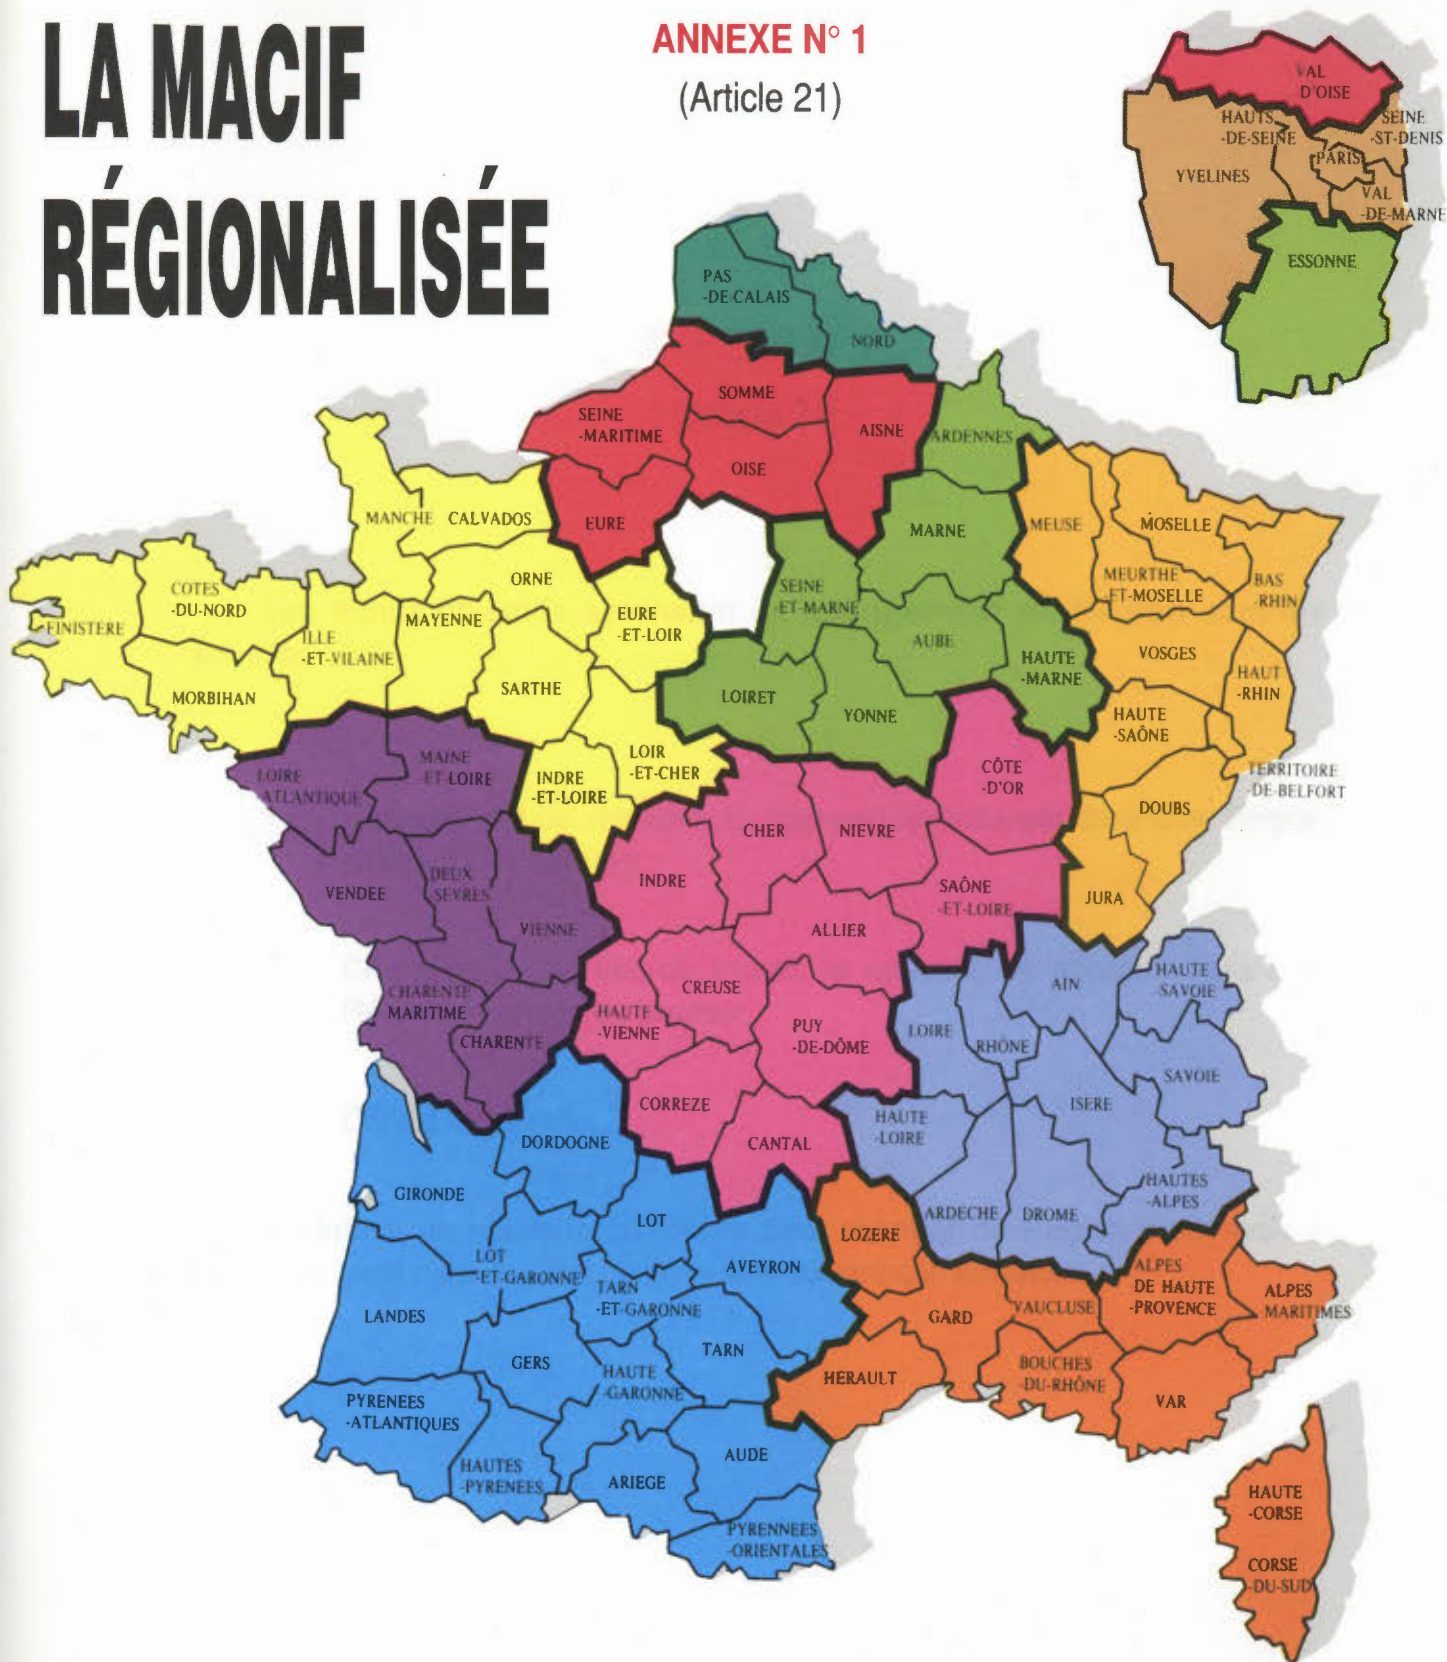 LA MACIF
RÉGIONALISÉE
ANNEXE N° 1
(Article 21)
VAL
D'OISE
HAUTS
-DE-SEINE
SEINE
-ST-DENIS
PARIS
YVELINES
VAL
-DE-MARNE
ESSONNE
PAS
-DE CALAIS
NORD
SOMME
SEINE
-MARITIME
AISNE
OISE
EURE
ARDENNES
MARNE
MEUSE
MOSELLE
MEURTHE
-ET-MOSELLE
BAS
-RHIN
MANCHE
CALVADOS
ORNE
COTES
-DU-NORD
FINISTERE
ILLE
-ET-VILAINE
MAYENNE
MORBIHAN
SARTHE
EURE
-ET-LOIR
SEINE
-ET-MARNE
AUBE
HAUTE
-MARNE
VOSGES
HAUT
-RHIN
LOIRET
YONNE
HAUTE
-SAÔNE
LOIR
-ET-CHER
INDRE
-ET-LOIRE
LOIRE
ATLANTIQUE
MAINE
ET LOIRE
CÔTE
-D'OR
TERRITOIRE
-DE-BELFORT
DOUBS
CHER
NIEVRE
INDRE
SAÔNE
-ET-LOIRE
JURA
VENDEE
DEUX
SEVRES
VIENNE
ALLIER
CREUSE
CHARENTE
MARITIME
CHARENTE
HAUTE
-VIENNE
PUY
-DE-DÔME
LOIRE
RHÔNE
AIN
HAUTE
-SAVOIE
SAVOIE
ISERE
CORREZE
CANTAL
HAUTE
-LOIRE
DORDOGNE
GIRONDE
LOT
ARDECHE
DROME
HAUTES
-ALPES
LOZERE
AVEYRON
LOT
-ET-GARONNE
TARN
-ET-GARONNE
LANDES
GERS
TARN
HAUTE
-GARONNE
GARD
VAUCLUSE
ALPES
DE HAUTE
-PROVENCE
ALPES
MARITIMES
HERAULT
BOUCHES
-DU-RHÔNE
VAR
PYRENEES
-ATLANTIQUES
HAUTES
-PYRENEES
ARIEGE
AUDE
PYRENNEES
-ORIENTALES
HAUTE
-CORSE
CORSE
-DU-SUD